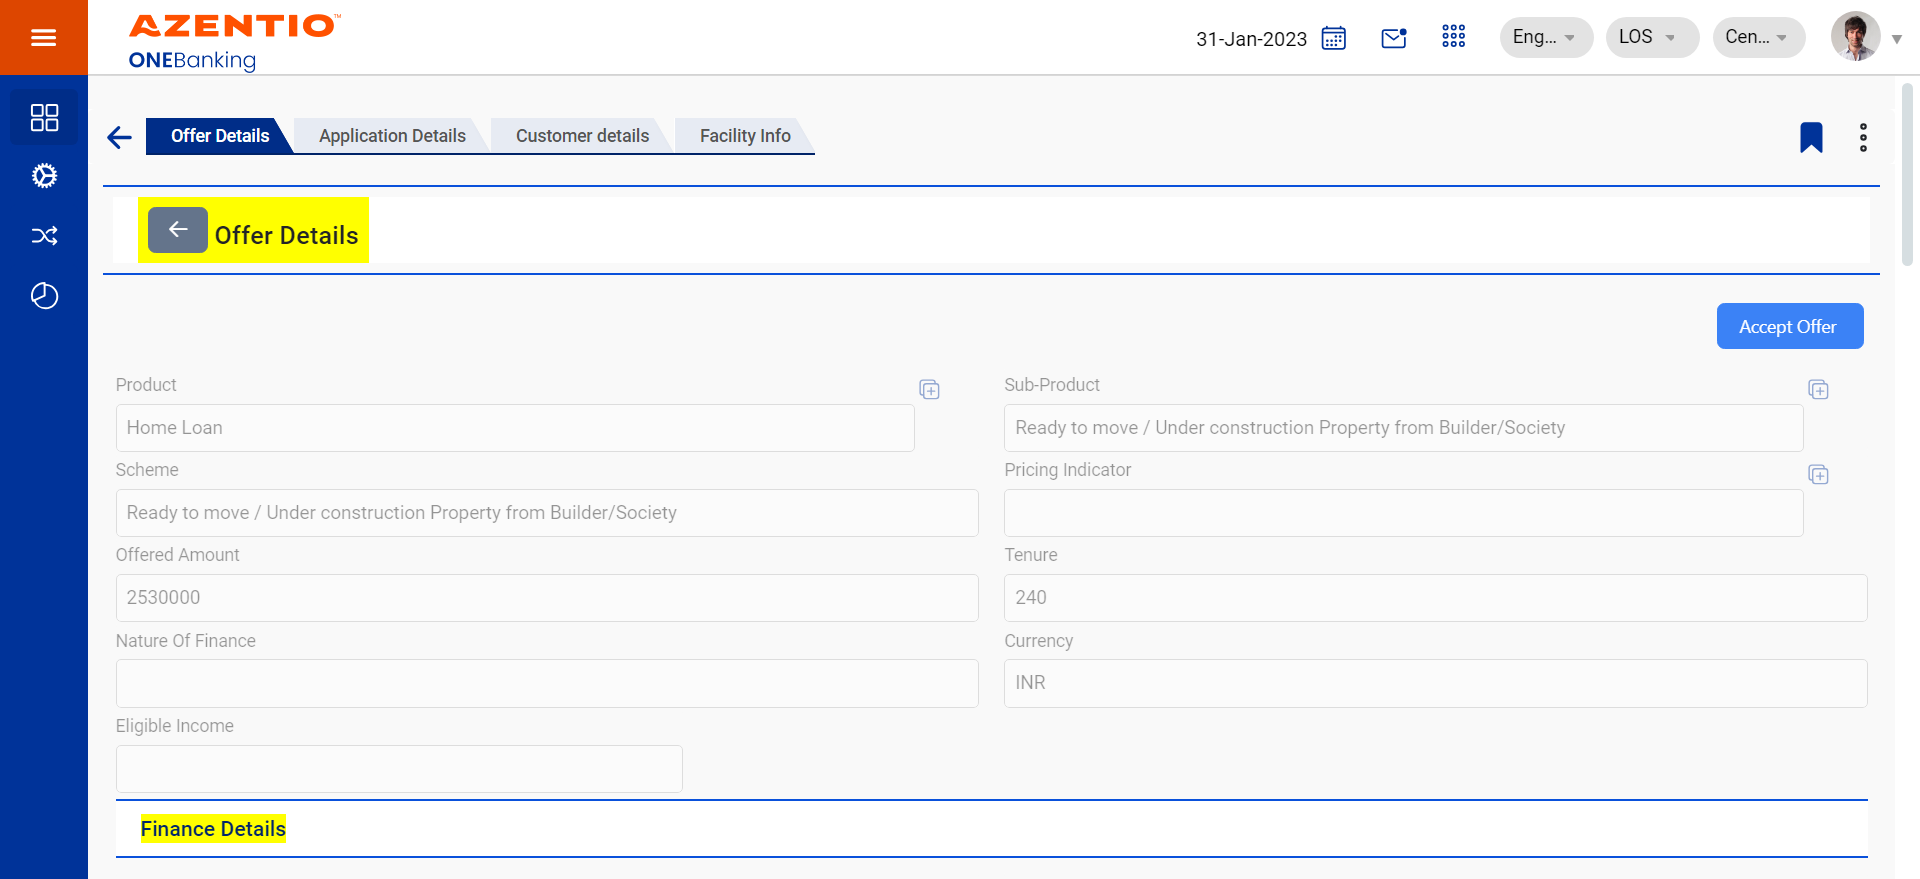 AZENTIO™
ONEBanking
31-Jan-2023
Eng...
LOS
Cen...
Offer Details
Application Details
Customer details
Facility Info
Offer Details
Accept Offer
Product
Sub-Product
Home Loan
Ready to move / Under construction Property from Builder/Society
Scheme
Pricing Indicator
Ready to move / Under construction Property from Builder/Society
Offered Amount
Tenure
2530000
240
Nature Of Finance
Currency
INR
Eligible Income
Finance Details